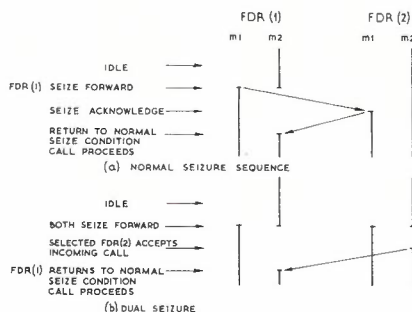 FDR (1) FDR (2)
m1 m2 m1 m2
IDLE
FDR(1) SEIZE FORWARD
SEIZE ACKNOWLEDGE
RETURN TO NORMAL
SEIZE CONDITION
CALL PROCEEDS
(a) NORMAL SEIZURE SEQUENCE
IDLE
BOTH SEIZE FORWARD
SELECTED FDR(2) ACCEPTS
INCOMING CALL
FDR(1) RETURNS TO NORMAL
SEIZE CONDITION
CALL PROCEEDS
(b) DUAL SEIZURE